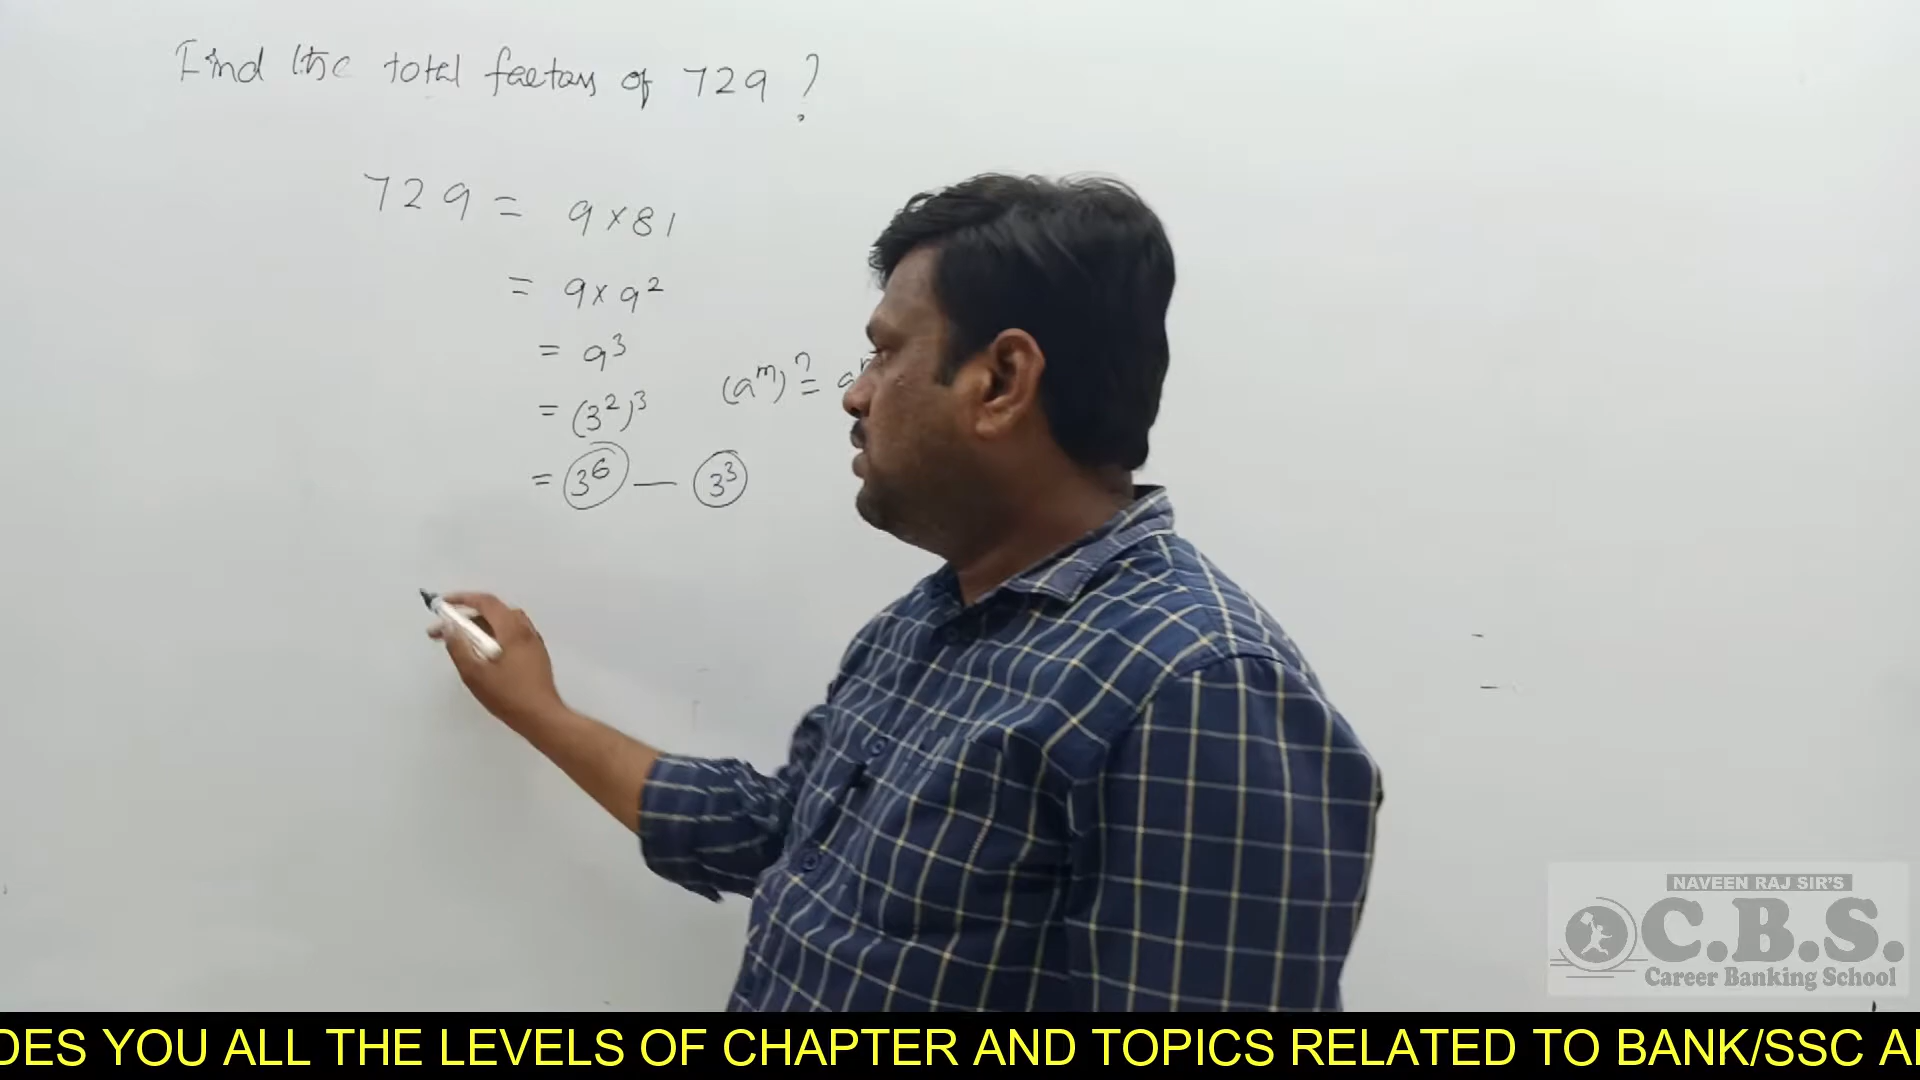 Find the total factors of 729 ?
729 = 9 × 81
= 9 × 9²
= 9³
= (3²)³
(aᵐ)ⁿ = a
= 3⁶ — 3³
NAVEEN RAJ SIR'S
C.B.S.
Career Banking School
YOU ALL THE LEVELS OF CHAPTER AND TOPICS RELATED TO BANK/SSC